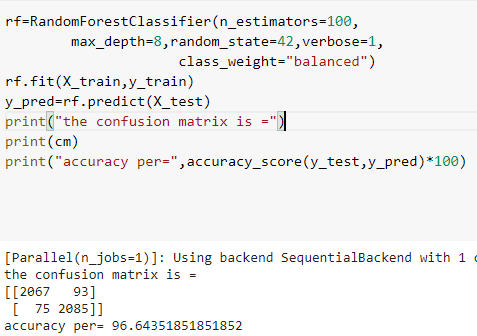 rf=RandomForestClassifier(n_estimators=100,
max_depth=8,random_state=42,verbose=1,
class_weight="balanced")
rf.fit(X_train,y_train)
y_pred=rf.predict(X_test)
print("the confusion matrix is =")
print(cm)
print("accuracy per=",accuracy_score(y_test,y_pred)*100)
[Parallel(n_jobs=1)]: Using backend SequentialBackend with 1
the confusion matrix is =
[[2067 93]
[ 75 2085]]
accuracy per= 96.64351851851852